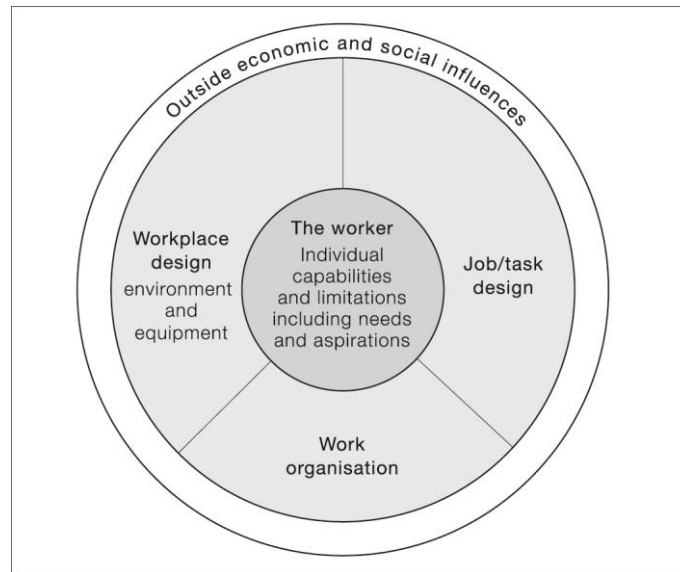 Outside economic and social influences
The worker
Individual
capabilities
and limitations
including needs
and aspirations
Workplace
design
environment
and
equipment
Job/task
design
Work
organisation